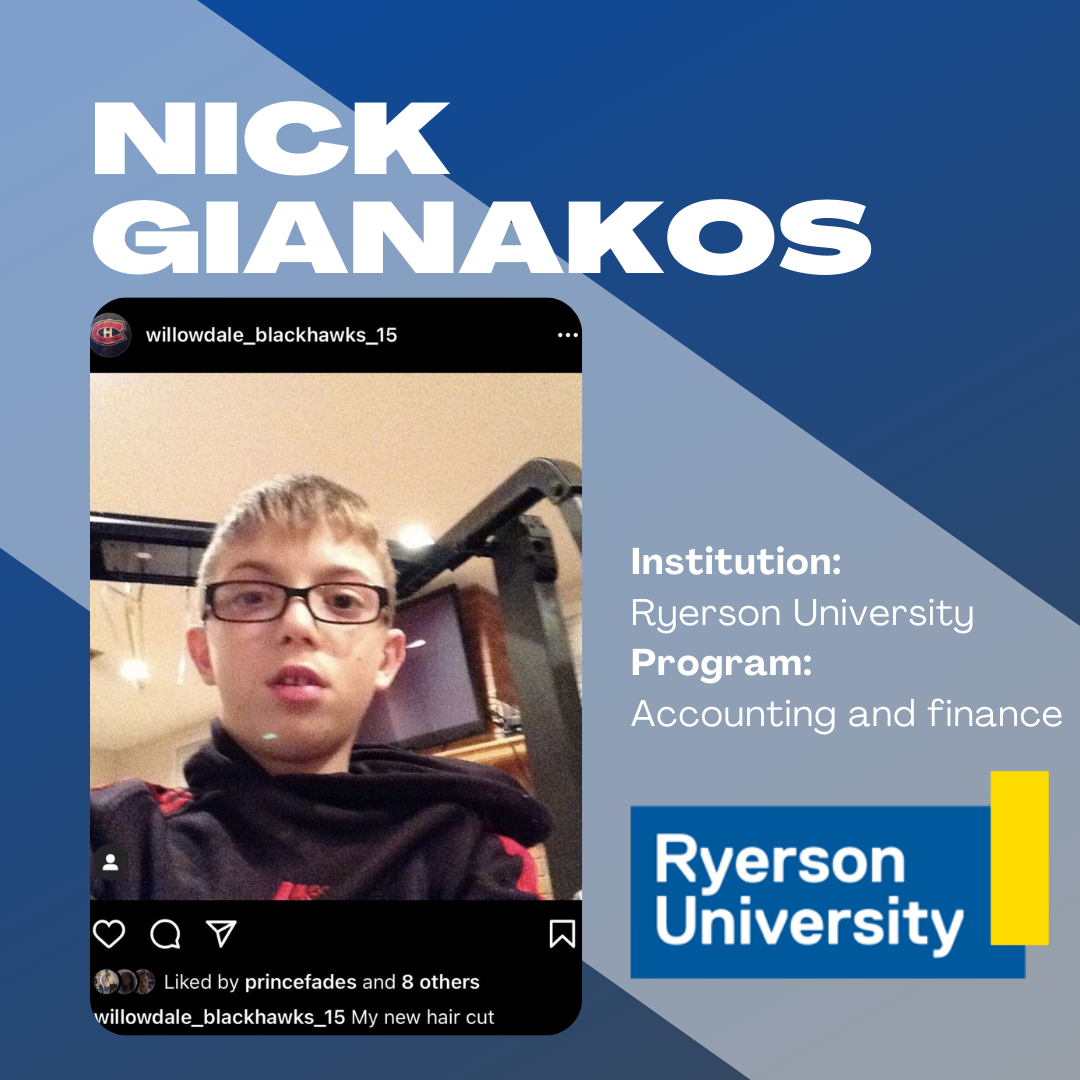 NICK
GIANAKOS
willowdale_blackhawks_15
Institution:
Ryerson University
Program:
Accounting and finance
Ryerson
University
Liked by princefades and 8 others
willowdale_blackhawks_15 My new hair cut